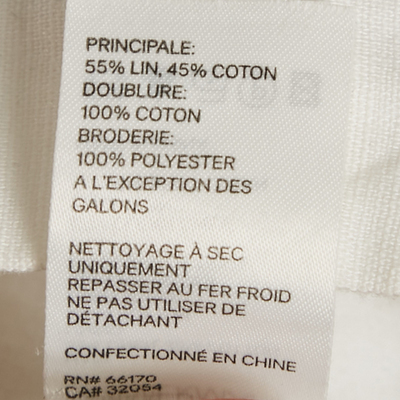 PRINCIPALE:
55% LIN, 45% COTON
DOUBLURE:
100% COTON
BRODERIE:
100% POLYESTER
A L'EXCEPTION DES
GALONS
NETTOYAGE À SEC
UNIQUEMENT
REPASSER AU FER FROID
NE PAS UTILISER DE
DÉTACHANT
CONFECTIONNÉ EN CHINE
RN# 66170
CA# 32054